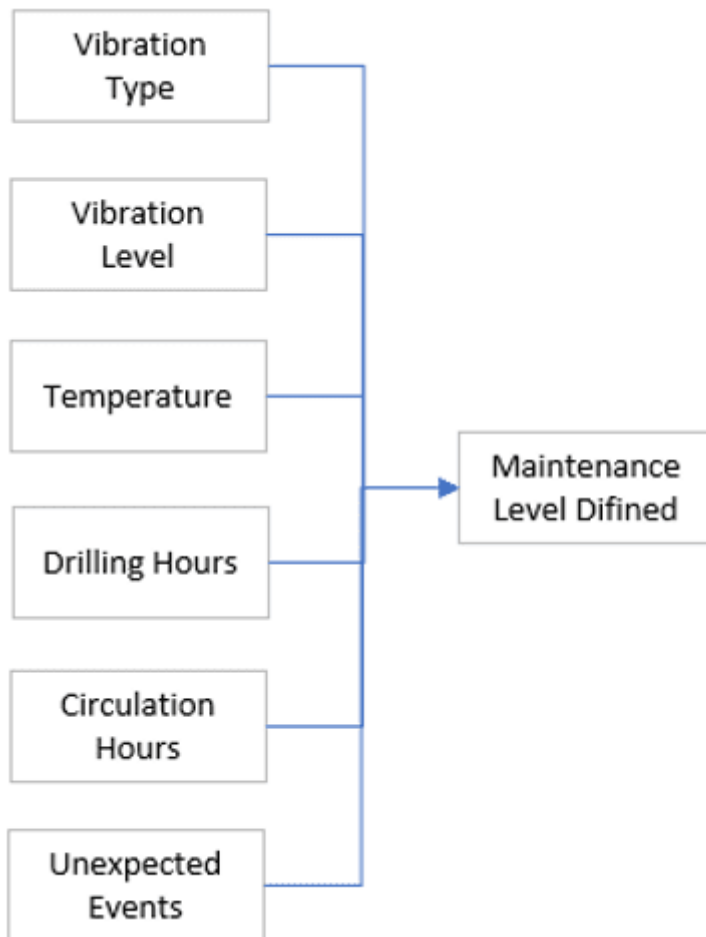 Vibration
Type
Vibration
Level
Temperature
Drilling Hours
Circulation
Hours
Unexpected
Events
Maintenance
Level Difined